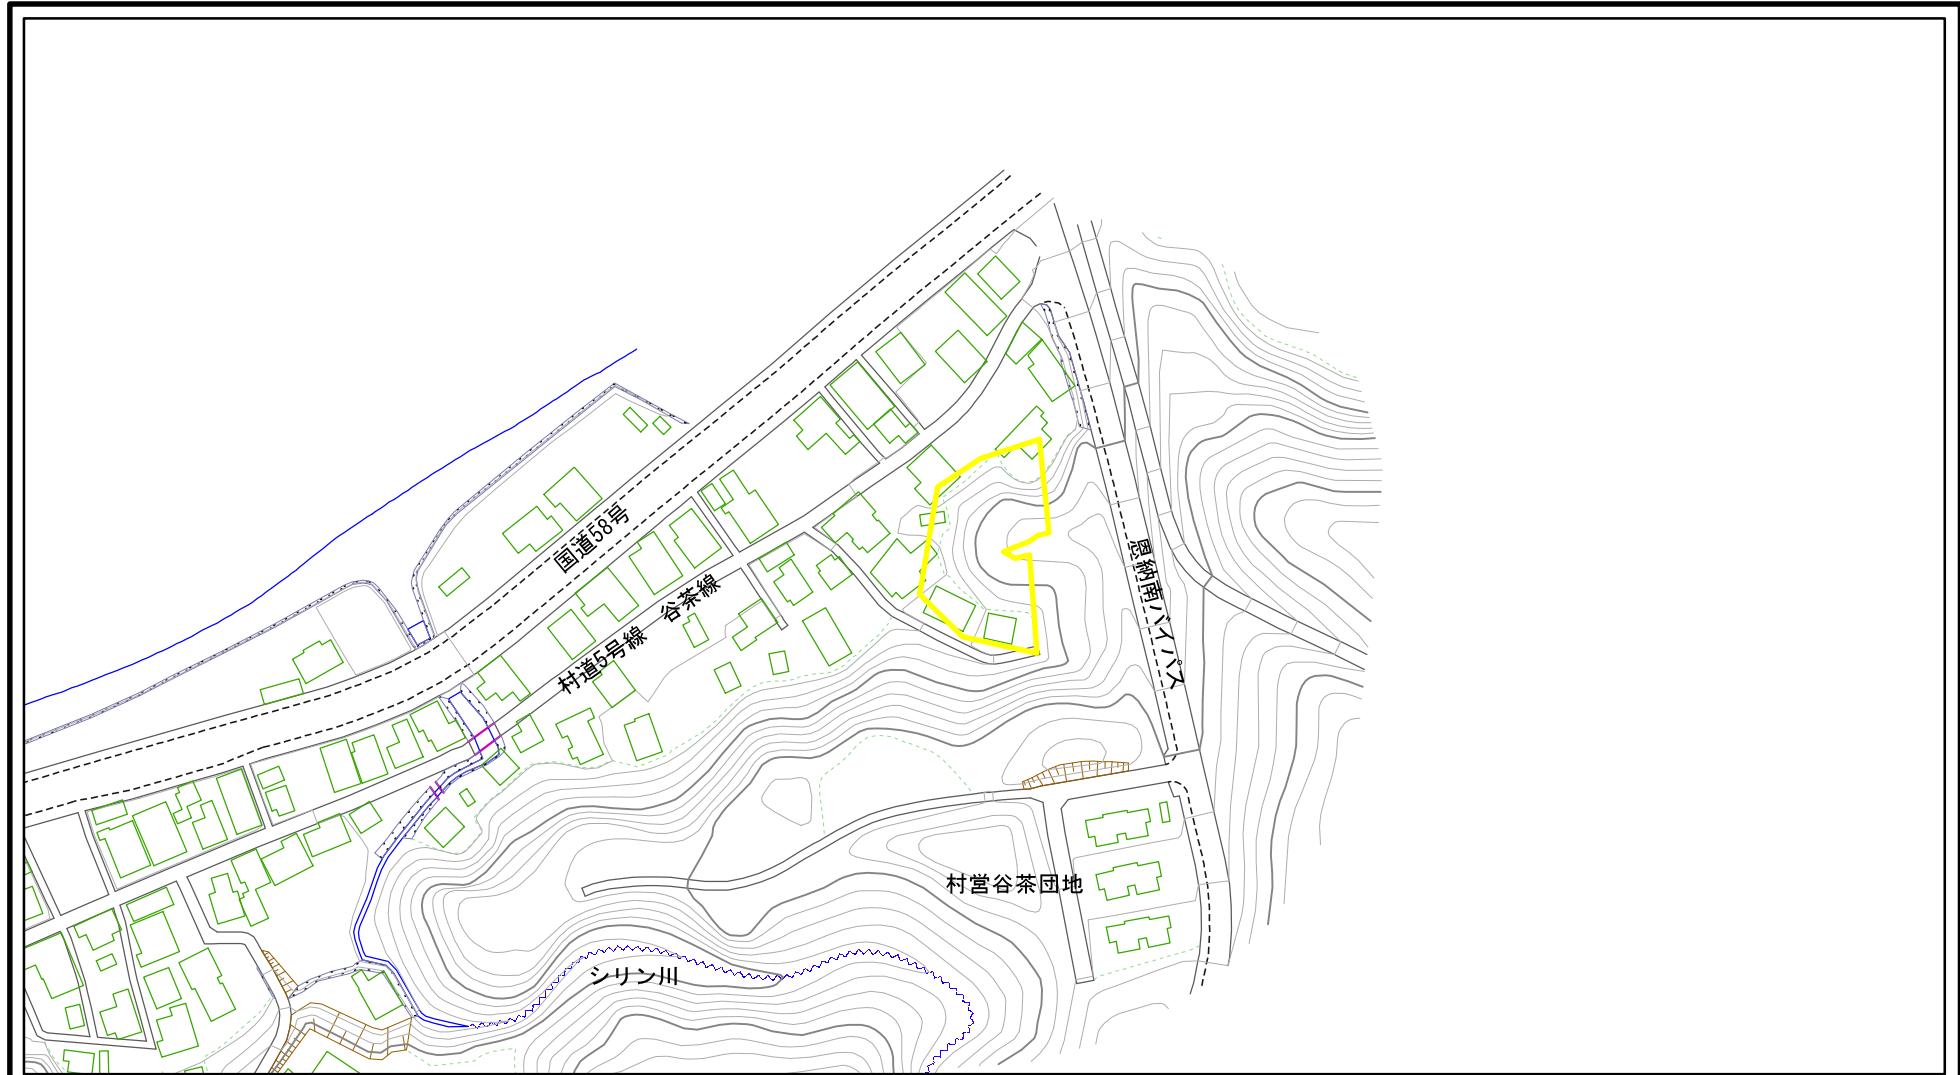 国道58号
恩納南バイパス
谷茶線
村道5号線
村営谷茶団地
シリン川